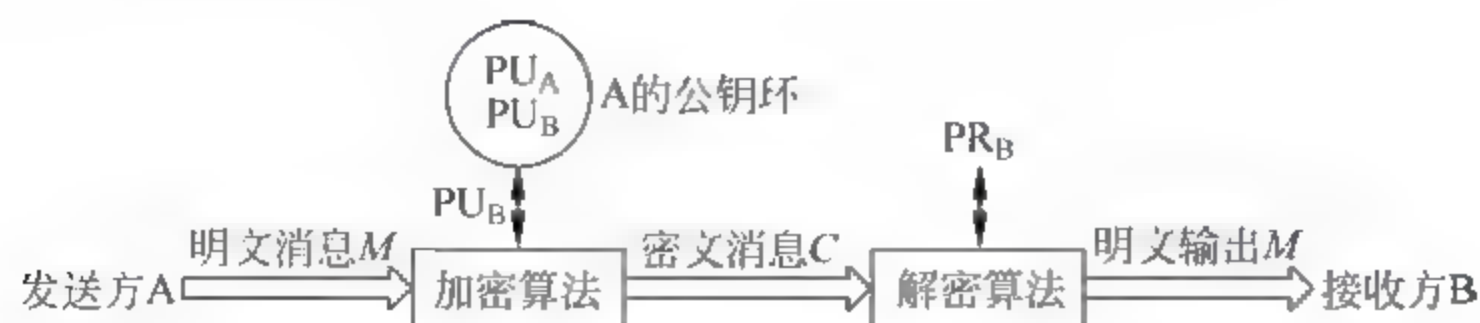 PU_A
PU_B
A的公钥环
PR_B
PU_B
明文消息M
密文消息C
明文输出M
发送方A
加密算法
解密算法
接收方B